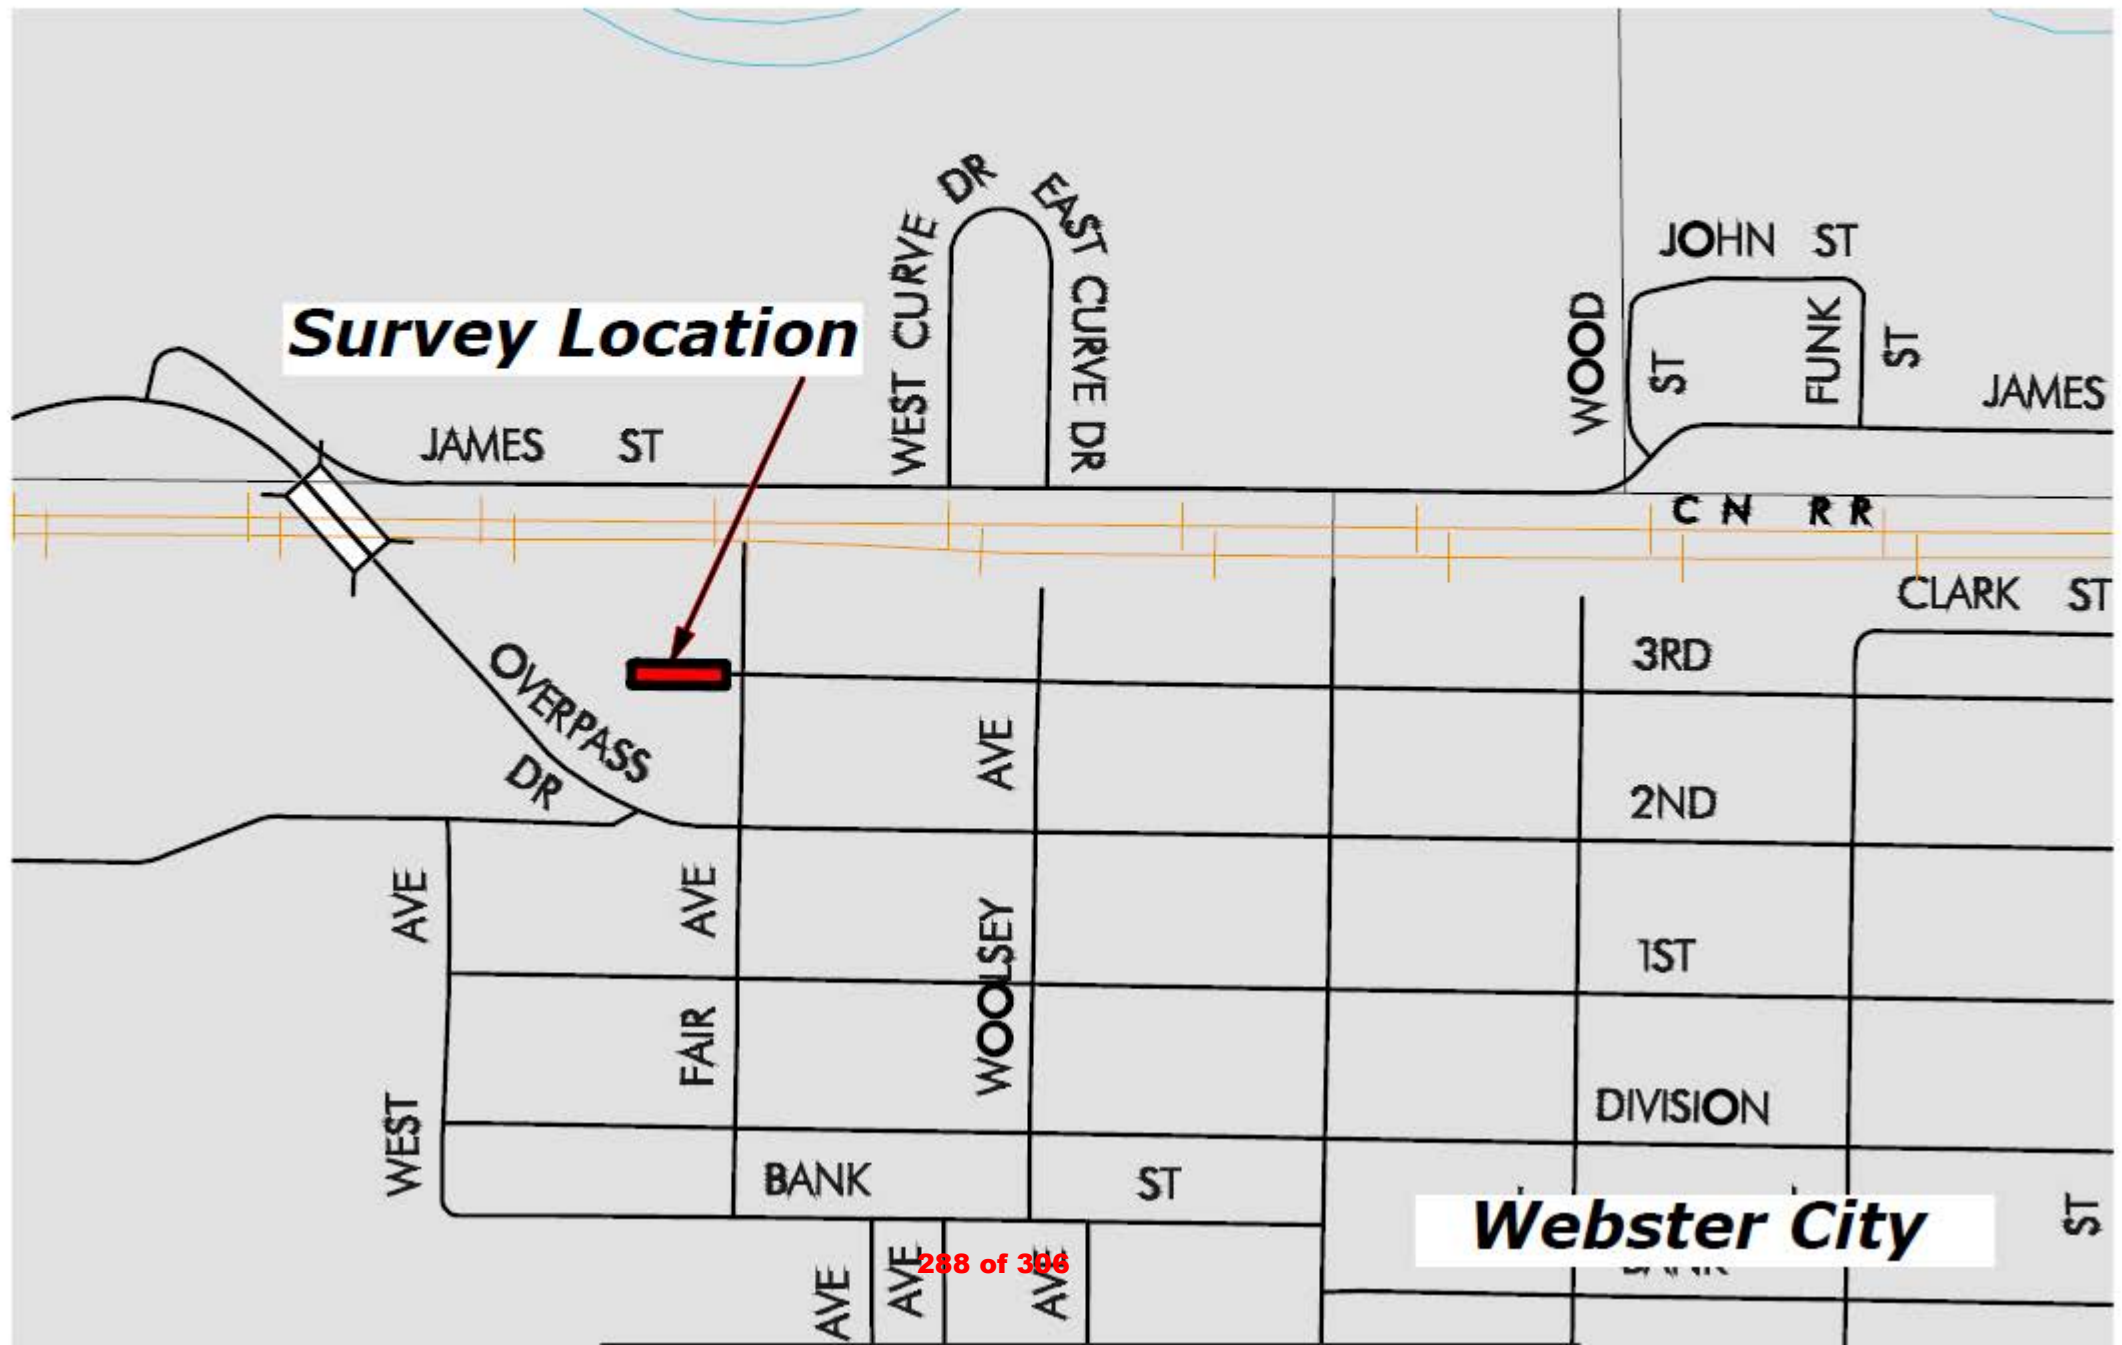 DR
EAST CURVE DR
WEST CURVE
JOHN ST
Survey Location
WOOD
ST
FUNK
ST
JAMES
JAMES ST
C N R R
CLARK ST
3RD
OVERPASS
DR
AVE
2ND
AVE
AVE
WOOLSEY
1ST
FAIR
WEST
DIVISION
BANK ST
Webster City
ST
BANK
AVE
AVE
AVE
288 of 306